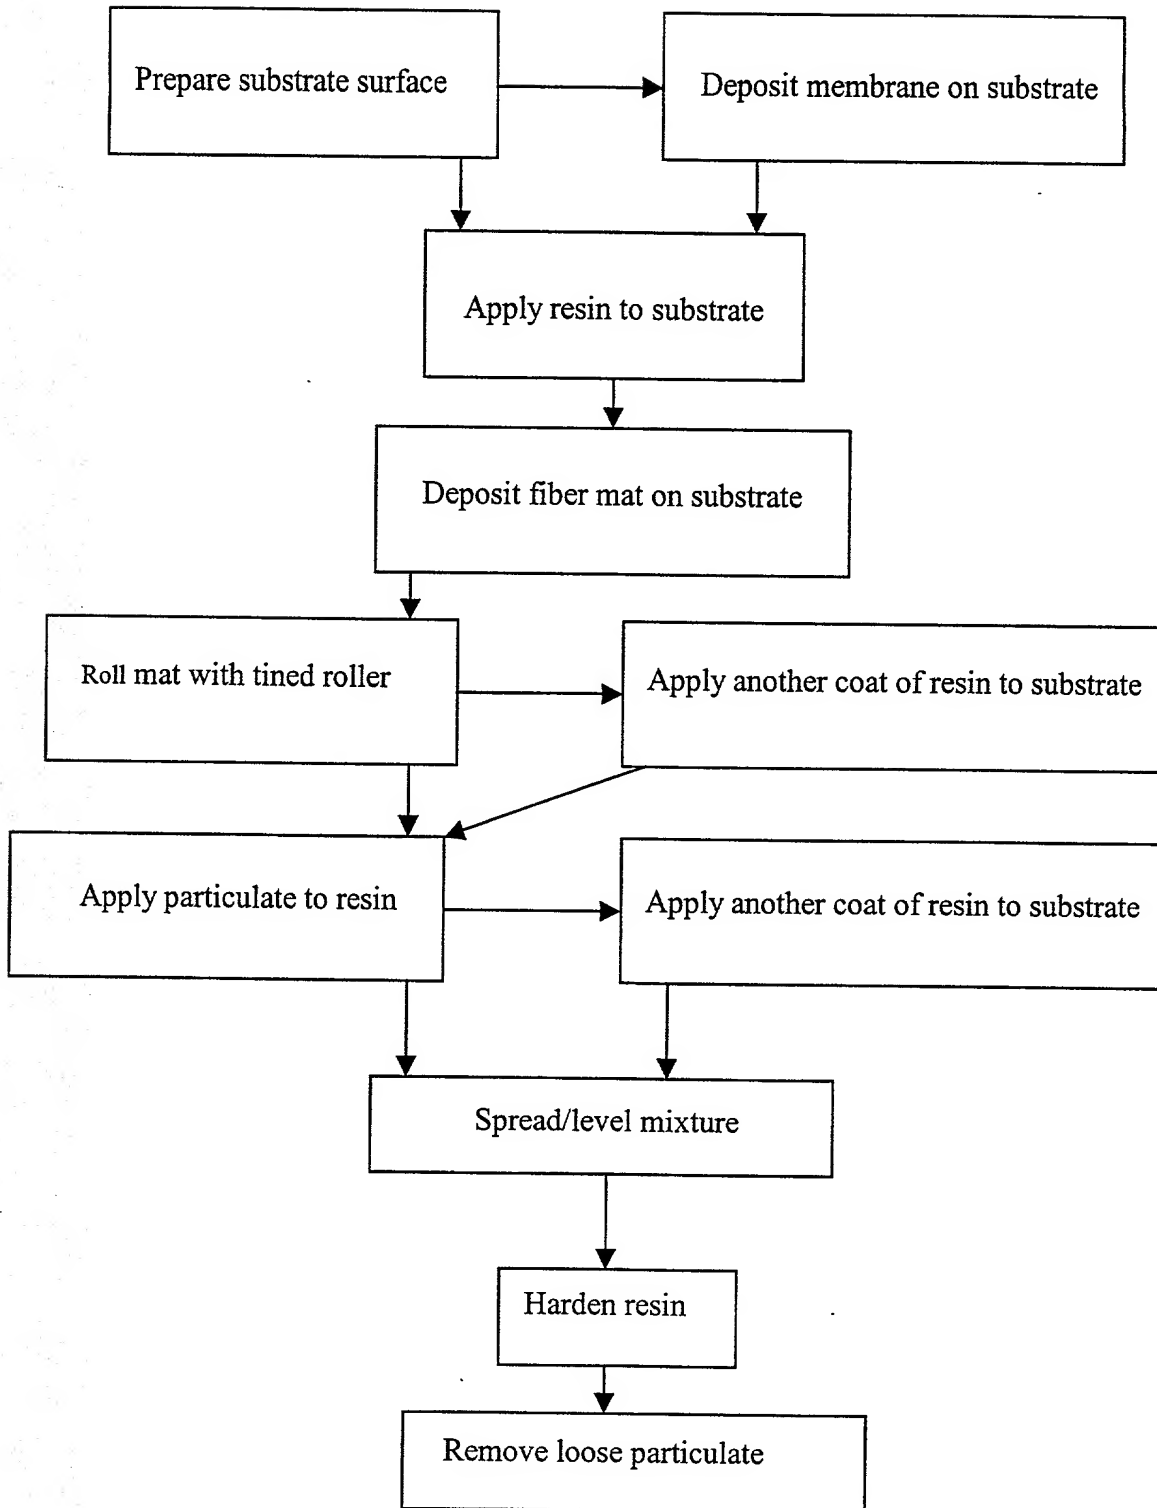 Prepare substrate surface
Deposit membrane on substrate
Apply resin to substrate
Deposit fiber mat on substrate
Roll mat with tined roller
Apply another coat of resin to substrate
Apply particulate to resin
Apply another coat of resin to substrate
Spread/level mixture
Harden resin
Remove loose particulate